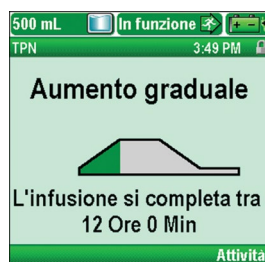 500 mL In funzione
TPN 3:49 PM
Aumento graduale
L'infusione si completa tra
12 Ore 0 Min
Attività